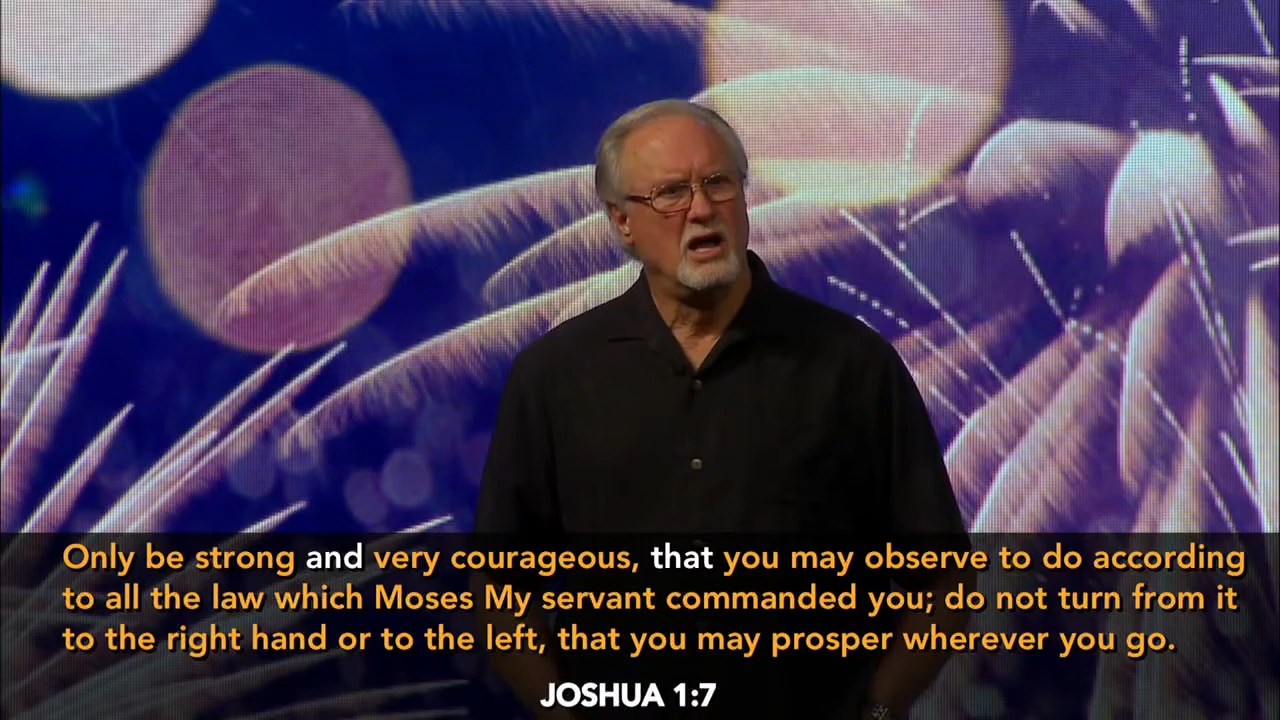 Only be strong and very courageous, that you may observe to do according
to all the law which Moses My servant commanded you; do not turn from it
to the right hand or to the left, that you may prosper wherever you go.
JOSHUA 1:7